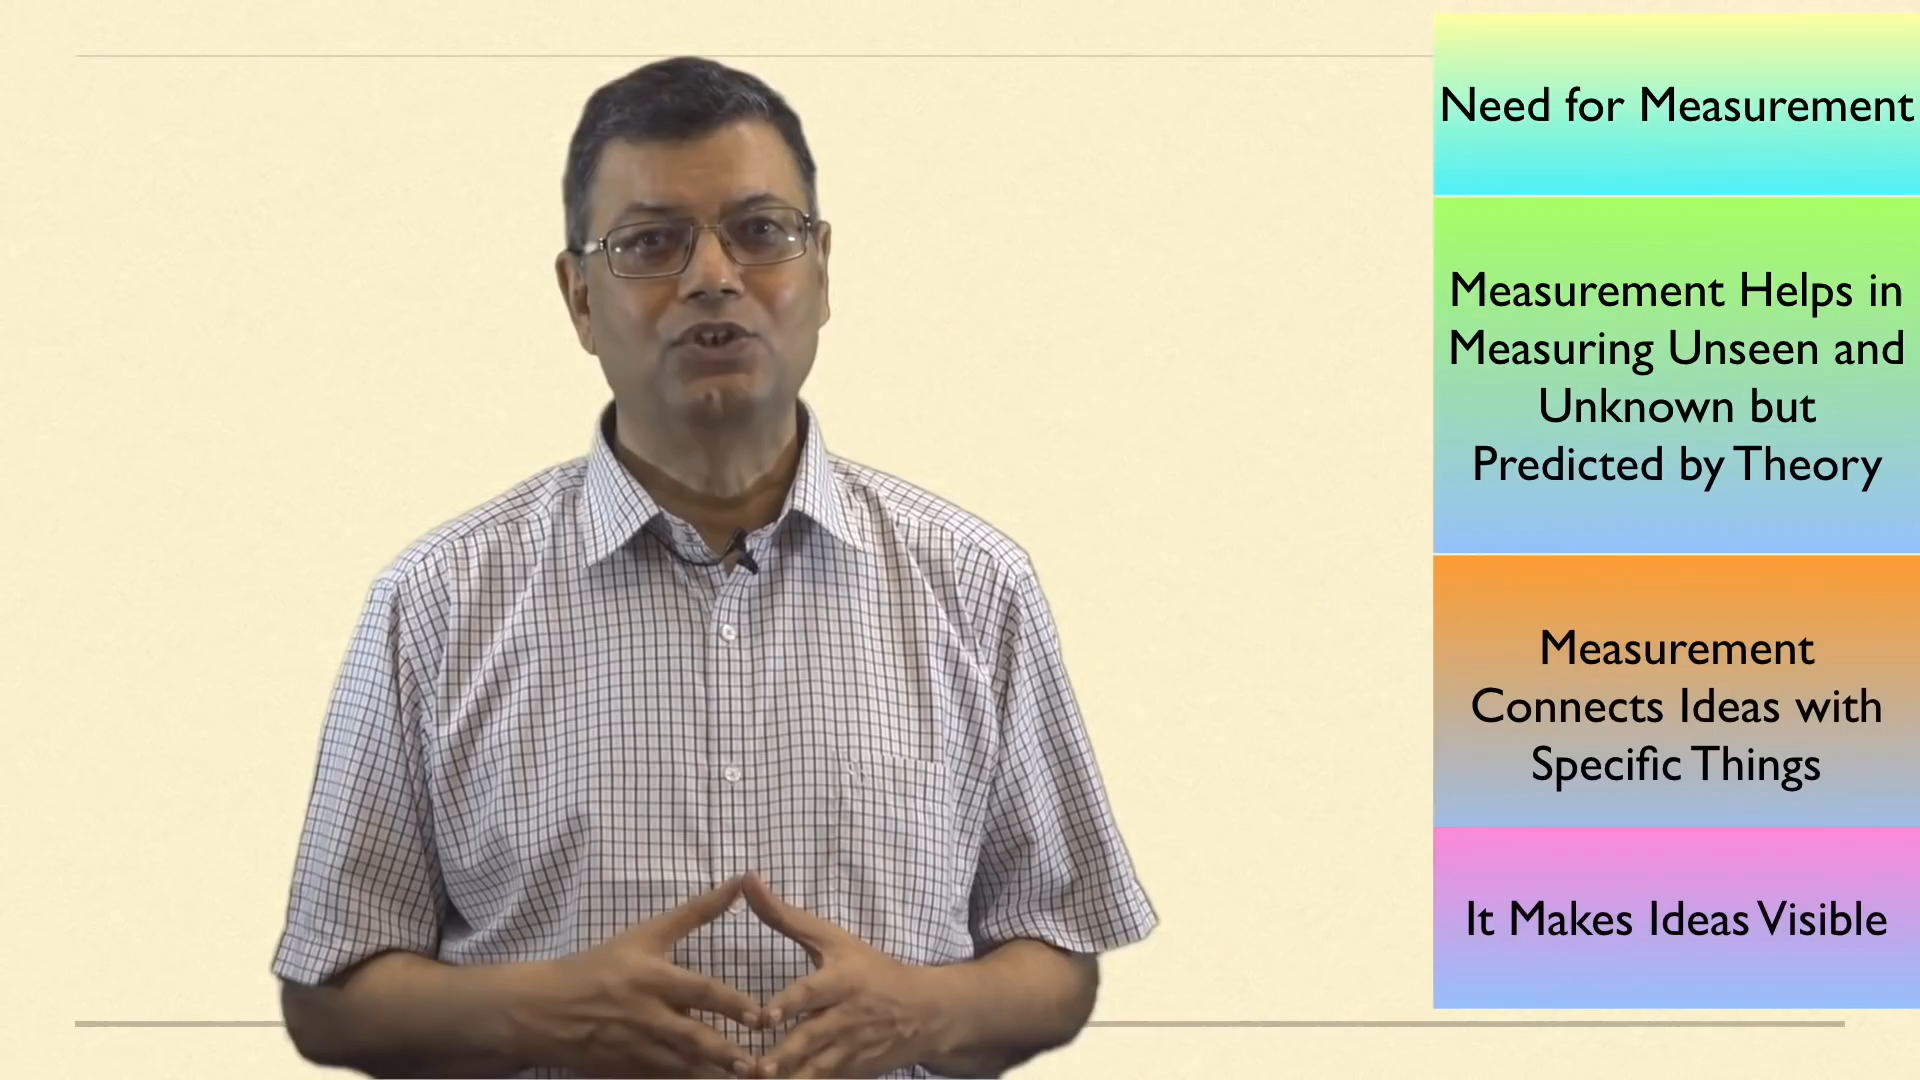 Need for Measurement
Measurement Helps in
Measuring Unseen and
Unknown but
Predicted by Theory
Measurement
Connects Ideas with
Specific Things
It Makes Ideas Visible